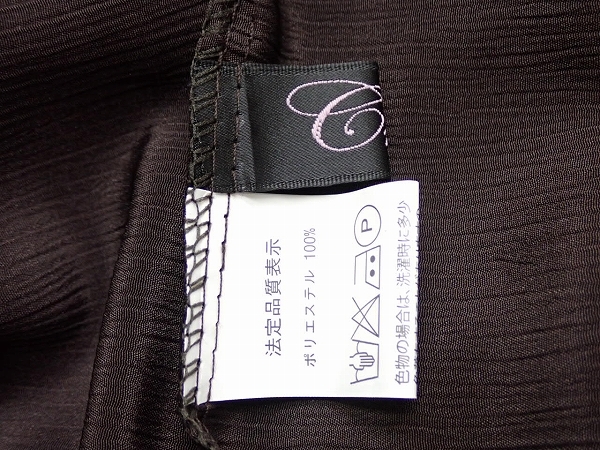 法定品質表示
ポリエステル 100%
P
色物の場合は、洗濯時に多少